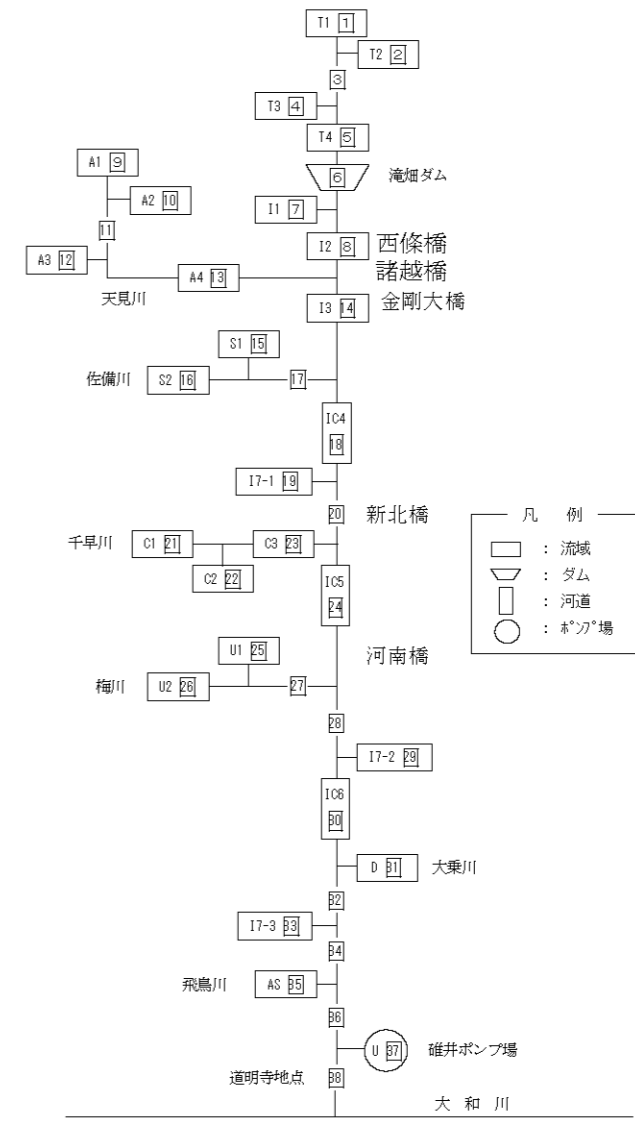 T1 1
T2 2
3
T3 4
T4 5
6 滝畑ダム
A1 9
A2 10
I1 7
11
I2 8 西條橋
A3 12
諸越橋
A4 13
天見川
I3 14 金剛大橋
S1 15
佐備川 S2 16 17
IC4
18
I7-1 19
20 新北橋
凡 例
千早川 C1 21 C3 23
C2 22
IC5
24
: 流域
: ダム
: 河道
: ポンプ場
U1 25
河南橋
梅川 U2 26 27
28
I7-2 29
IC6
30
D 31 大乗川
32
I7-3 33
34
飛鳥川 AS 35
36
U 37 碓井ポンプ場
道明寺地点 38
大和川